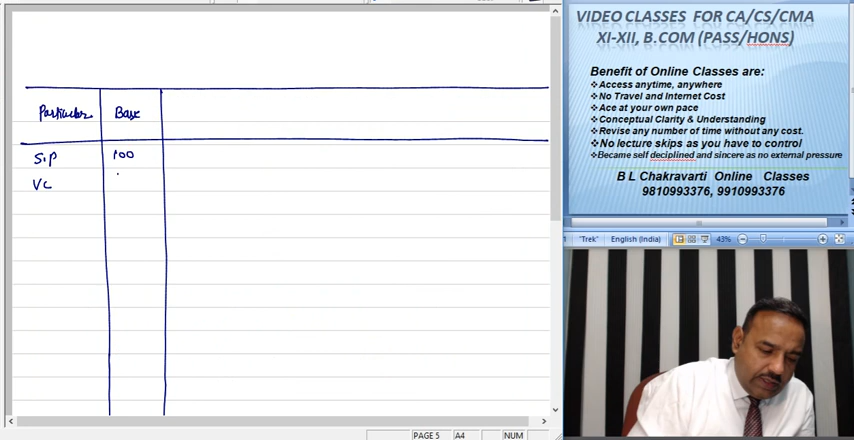 Particular Base
S.P 100
VC
PAGE 5 A4 NUM
VIDEO CLASSES FOR CA/CS/CMA
XI-XII, B.COM (PASS/HONS)
Benefit of Online Classes are:
❖Access anytime, anywhere
❖No Travel and Internet Cost
❖Ace at your own pace
❖Conceptual Clarity & Understanding
❖Revise any number of time without any cost.
❖No lecture skips as you have to control
❖Became self deciplined and sincere as no external pressure
B L Chakravarti Online Classes
9810993376, 9910993376
"Trek" English (India) 43%